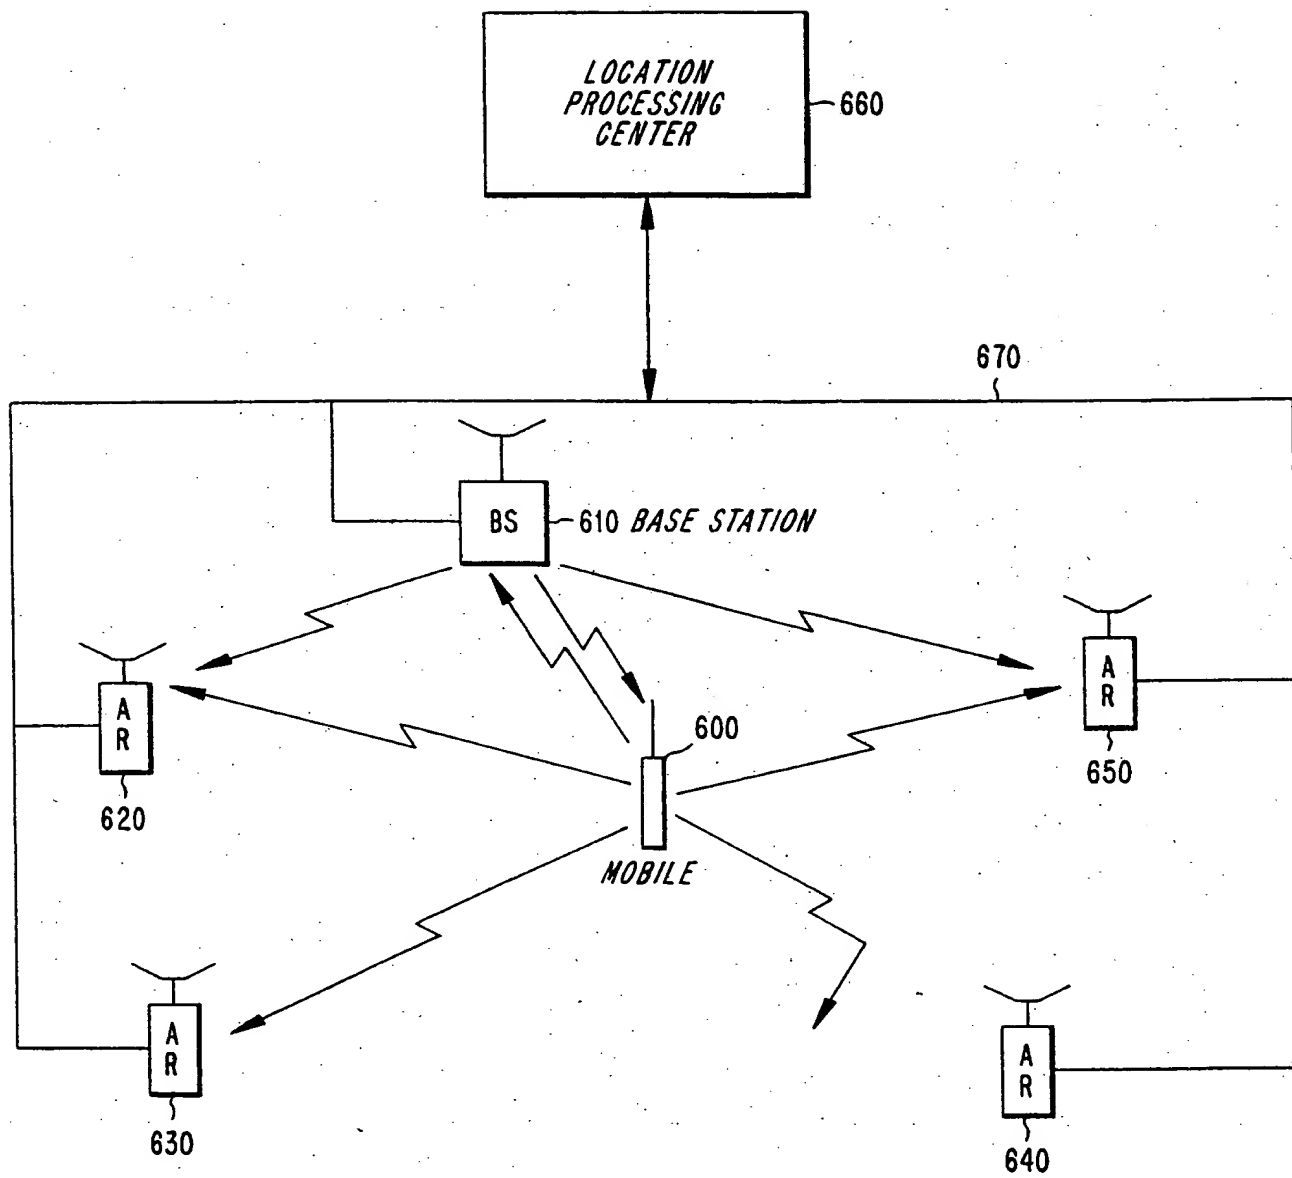 LOCATION
PROCESSING
CENTER
660
670
BS
610 BASE STATION
A
R
620
A
R
650
600
MOBILE
A
R
630
A
R
640